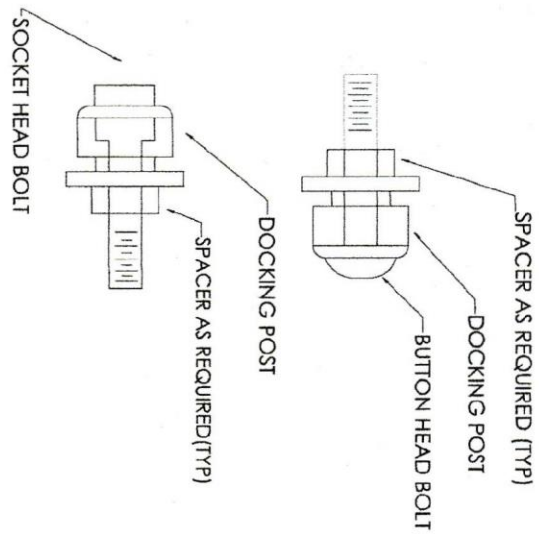 SPACER AS REQUIRED (TYP)
DOCKING POST
BUTTON HEAD BOLT
DOCKING POST
SPACER AS REQUIRED(TYP)
SOCKET HEAD BOLT